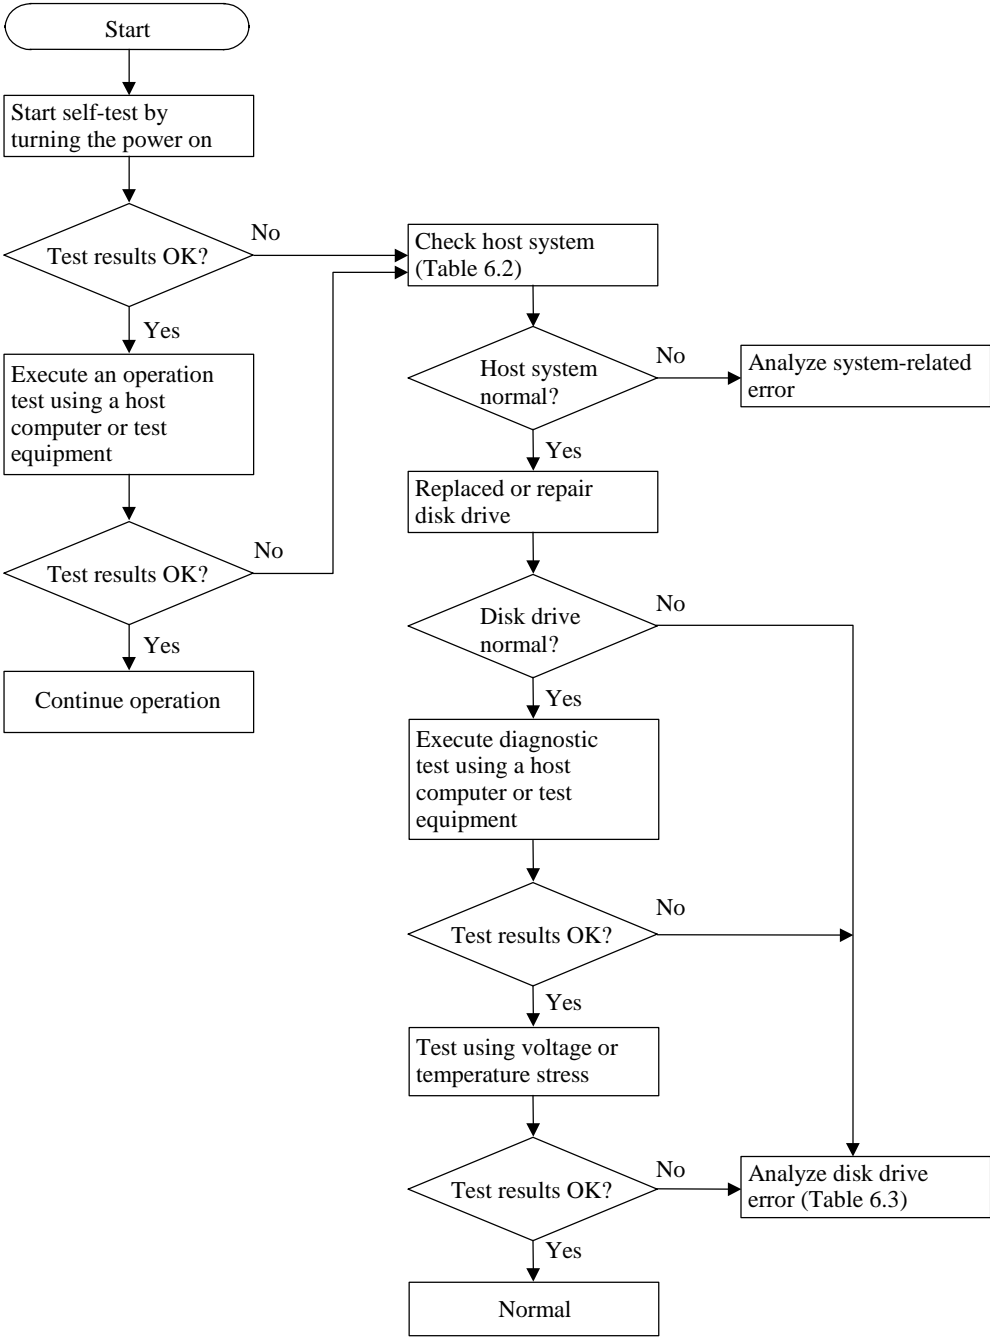 Start
Start self-test by
turning the power on
Test results OK?
No
Yes
Execute an operation
test using a host
computer or test
equipment
Test results OK?
No
Yes
Continue operation
Check host system
(Table 6.2)
Host system
normal?
No
Analyze system-related
error
Yes
Replaced or repair
disk drive
Disk drive
normal?
No
Yes
Execute diagnostic
test using a host
computer or test
equipment
Test results OK?
No
Yes
Test using voltage or
temperature stress
Test results OK?
No
Analyze disk drive
error (Table 6.3)
Yes
Normal